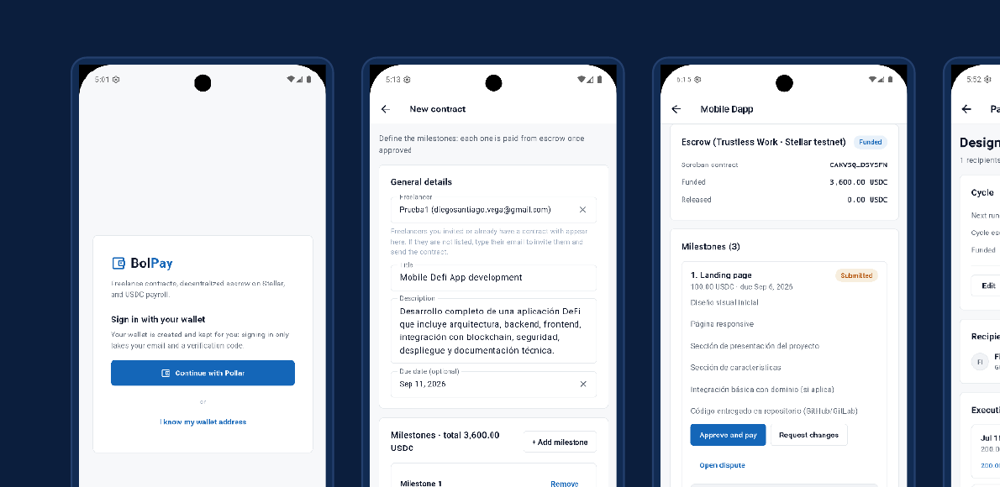 5:01
BolPay
Freelance contracts, decentralized escrow on Stellar,
and USDC payroll.
Sign in with your wallet
Your wallet is created and kept for you: signing in only
takes your email and a verification code.
Continue with Pollar
or
I know my wallet address
5:13
New contract
Define the milestones: each one is paid from escrow once
approved
General details
Freelancer
Prueba1 (diegosantiago.vega@gmail.com)
Freelancers you invited or already have a contract with appear
here. If they are not listed, type their email to invite them and
send the contract.
Title
Mobile Defi App development
Description
Desarrollo completo de una aplicación DeFi
que incluye arquitectura, backend, frontend,
integración con blockchain, seguridad,
despliegue y documentación técnica.
Due date (optional)
Sep 11, 2026
Milestones · total 3,600.00
USDC
+ Add milestone
Milestone 1
Remove
5:15
Mobile Dapp
Escrow (Trustless Work · Stellar testnet)
Funded
Soroban contract
Funded
3,600.00 USDC
Released
0.00 USDC
Milestones (3)
1. Landing page
Submitted
100.00 USDC · due Sep 6, 2026
Diseño visual inicial
Página responsive
Sección de presentación del proyecto
Sección de características
Integración básica con dominio (si aplica)
Código entregado en repositorio (GitHub/GitLab)
Approve and pay
Request changes
Open dispute
5:52
Pa
Design
1 recipients
Cycle
Next run
Cycle es
Funded
Edit
Recipie
Fi
Fi
Executi
Jul 1
200.0
200.0